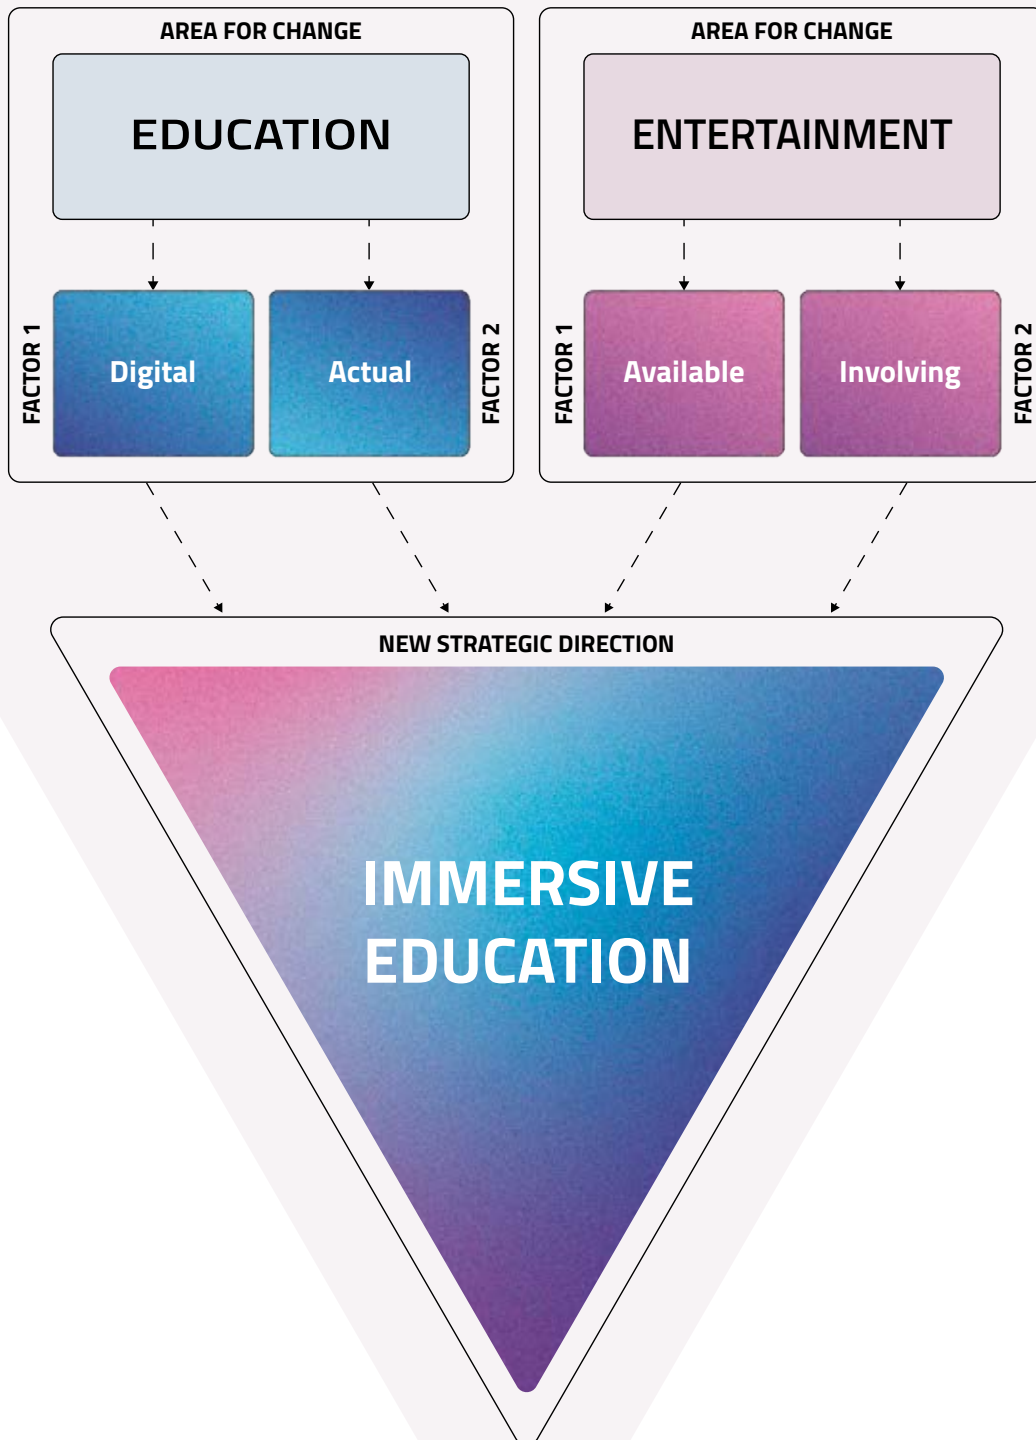 AREA FOR CHANGE
EDUCATION
FACTOR 1
Digital
Actual
FACTOR 2
AREA FOR CHANGE
ENTERTAINMENT
FACTOR 1
Available
Involving
FACTOR 2
NEW STRATEGIC DIRECTION
IMMERSIVE
EDUCATION